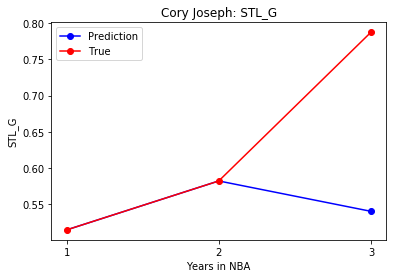 Cory Joseph: STL_G
Prediction
True
0.80
0.75
0.70
0.65
0.60
0.55
STL_G
1
2
3
Years in NBA